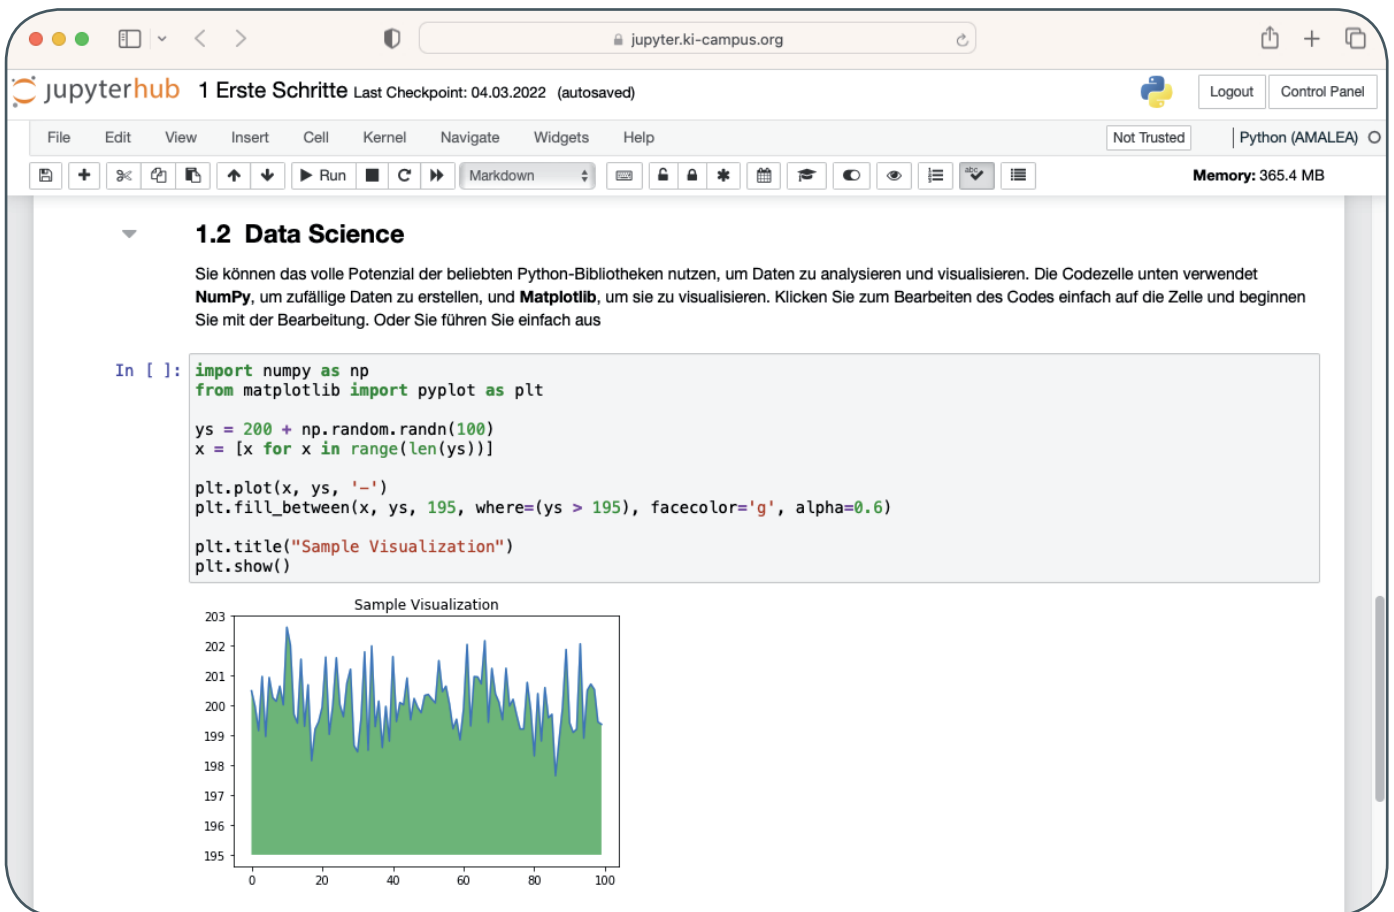 jupyter.ki-campus.org
jupyterhub 1 Erste Schritte Last Checkpoint: 04.03.2022 (autosaved) Logout Control Panel
File Edit View Insert Cell Kernel Navigate Widgets Help Not Trusted Python (AMALEA)
Run Markdown abc Memory: 365.4 MB
1.2 Data Science
Sie können das volle Potenzial der beliebten Python-Bibliotheken nutzen, um Daten zu analysieren und visualisieren. Die Codezelle unten verwendet
NumPy, um zufällige Daten zu erstellen, und Matplotlib, um sie zu visualisieren. Klicken Sie zum Bearbeiten des Codes einfach auf die Zelle und beginnen
Sie mit der Bearbeitung. Oder Sie führen Sie einfach aus
In [ ]: import numpy as np
from matplotlib import pyplot as plt
ys = 200 + np.random.randn(100)
x = [x for x in range(len(ys))]
plt.plot(x, ys, '-')
plt.fill_between(x, ys, 195, where=(ys > 195), facecolor='g', alpha=0.6)
plt.title("Sample Visualization")
plt.show()
Sample Visualization
203
202
201
200
199
198
197
196
195
0 20 40 60 80 100